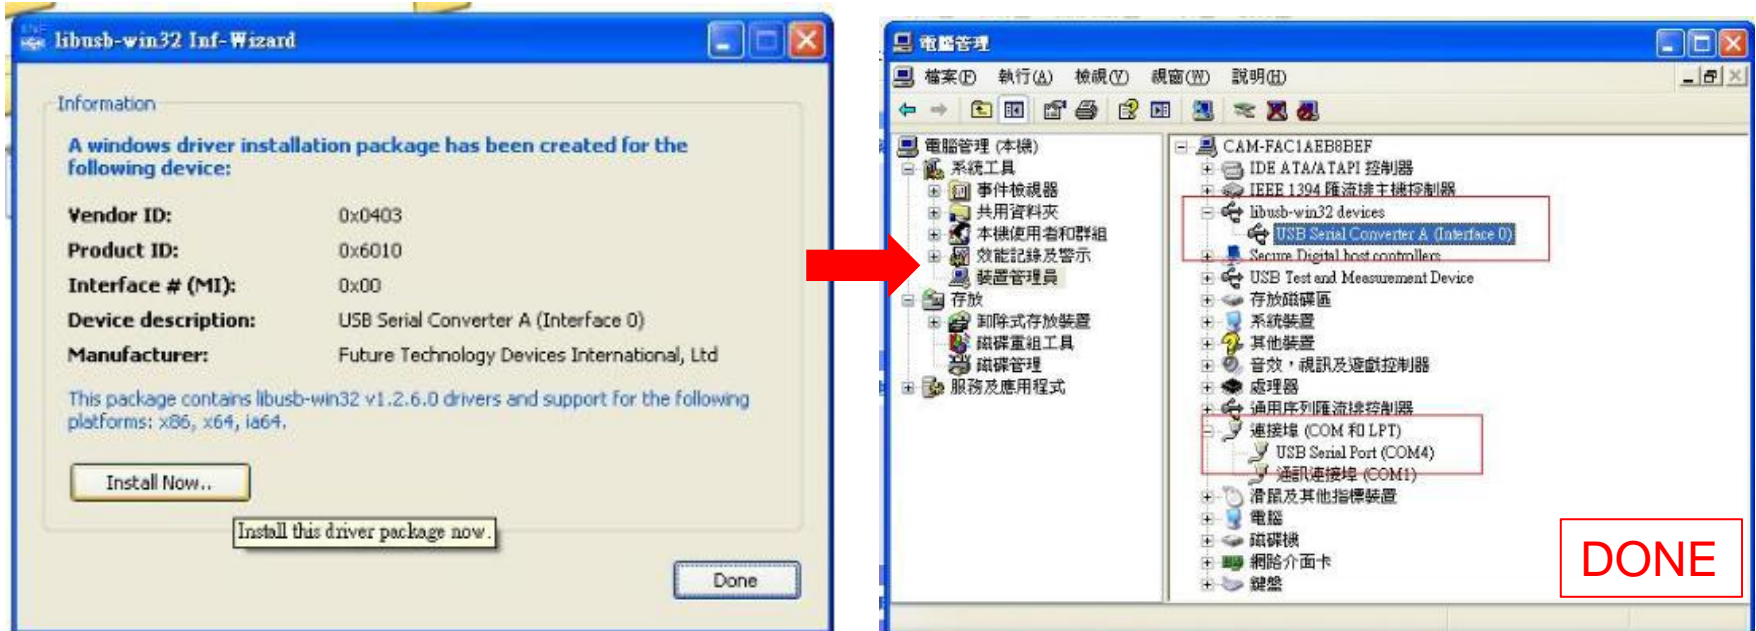 libusb-win32 Inf-Wizard
Information
A windows driver installation package has been created for the
following device:
Vendor ID: 0x0403
Product ID: 0x6010
Interface # (MI): 0x00
Device description: USB Serial Converter A (Interface 0)
Manufacturer: Future Technology Devices International, Ltd
This package contains libusb-win32 v1.2.6.0 drivers and support for the following
platforms: x86, x64, ia64.
Install Now..
Install this driver package now.
Done
電腦管理
檔案(F) 執行(A) 檢視(V) 視窗(W) 說明(H)
電腦管理 (本機)
系統工具
事件檢視器
共用資料夾
本機使用者和群組
效能記錄及警示
裝置管理員
存放
卸除式存放裝置
磁碟重組工具
磁碟管理
服務及應用程式
CAM-FAC1AEB8BEF
IDE ATA/ATAPI 控制器
IEEE 1394 匯流排主機控制器
libusb-win32 devices
USB Serial Converter A (Interface 0)
Secure Digital host controllers
USB Test and Measurement Device
存放磁碟區
系統裝置
其他裝置
音效，視訊及遊戲控制器
處理器
通用序列匯流排控制器
連接埠 (COM 和 LPT)
USB Serial Port (COM4)
通訊連接埠 (COM1)
滑鼠及其他指標裝置
電腦
磁碟機
網路介面卡
鍵盤
DONE